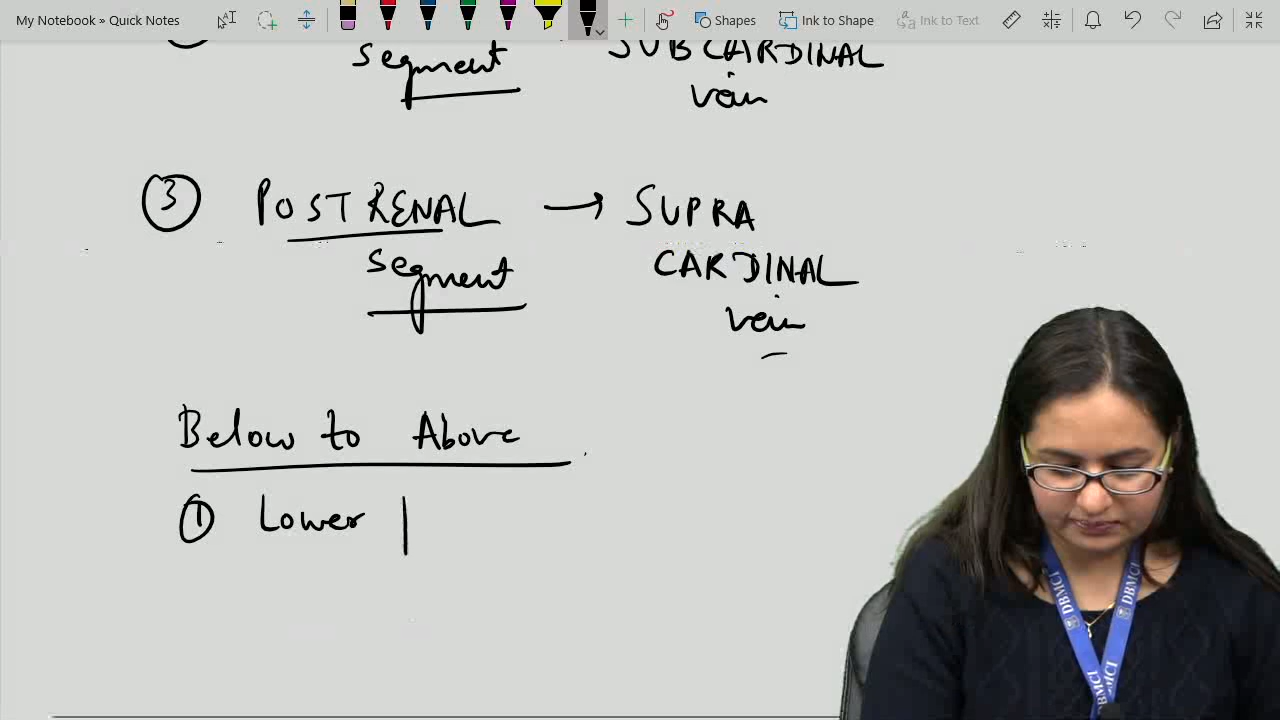 My Notebook » Quick Notes
Shapes
Ink to Shape
Ink to Text
segment
SUBCARDINAL
vein
3 POSTRENAL → SUPRA
segment
CARDINAL
vein
Below to Above
1 Lower |
DBMCI
DBMCI
DBMCI